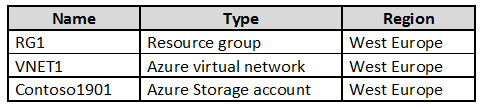 Name Type Region
RG1 Resource group West Europe
VNET1 Azure virtual network West Europe
Contoso1901 Azure Storage account West Europe